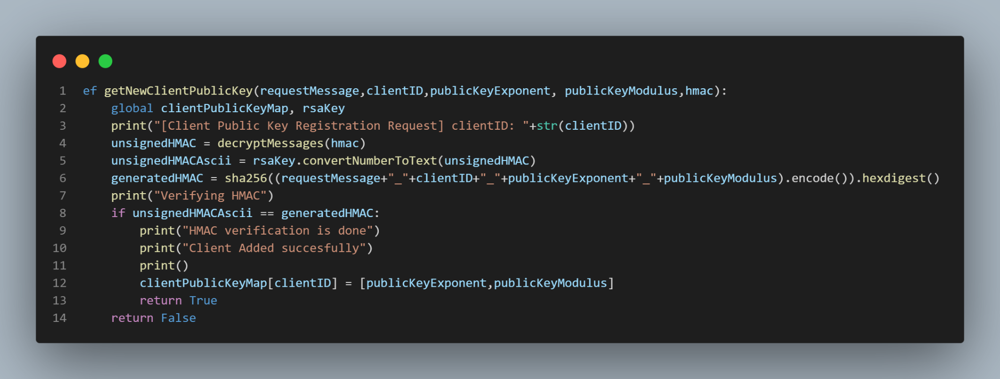 1 ef getNewClientPublicKey(requestMessage,clientID,publicKeyExponent, publicKeyModulus,hmac):
2     global clientPublicKeyMap, rsaKey
3     print("[Client Public Key Registration Request] clientID: "+str(clientID))
4     unsignedHMAC = decryptMessages(hmac)
5     unsignedHMACAscii = rsaKey.convertNumberToText(unsignedHMAC)
6     generatedHMAC = sha256((requestMessage+"_"+clientID+"_"+publicKeyExponent+"_"+publicKeyModulus).encode()).hexdigest()
7     print("Verifying HMAC")
8     if unsignedHMACAscii == generatedHMAC:
9         print("HMAC verification is done")
10         print("Client Added succesfully")
11         print()
12         clientPublicKeyMap[clientID] = [publicKeyExponent,publicKeyModulus]
13         return True
14     return False